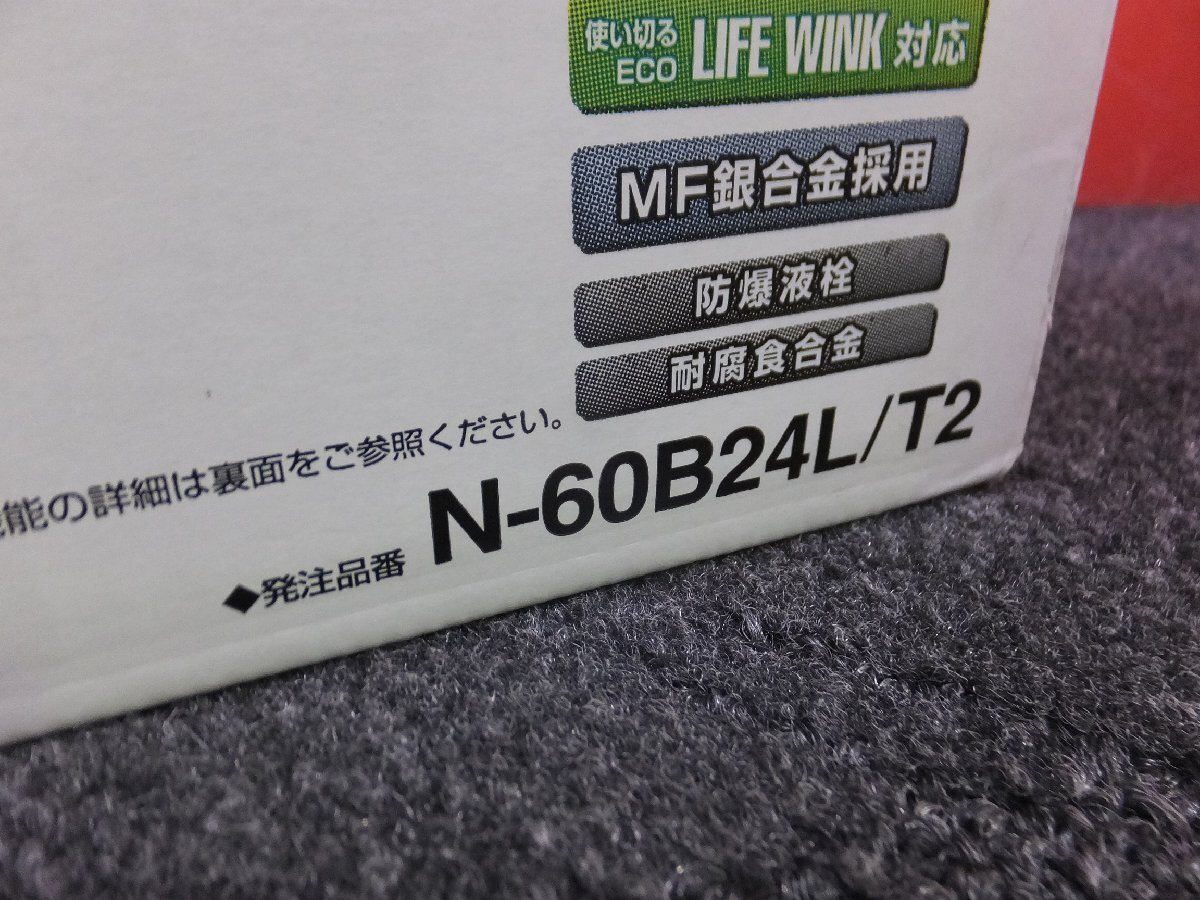 使い切る
ECO LIFE WINK 対応
MF銀合金採用
防爆液栓
耐腐食合金
能の詳細は裏面をご参照ください。
◆発注品番 N-60B24L/T2